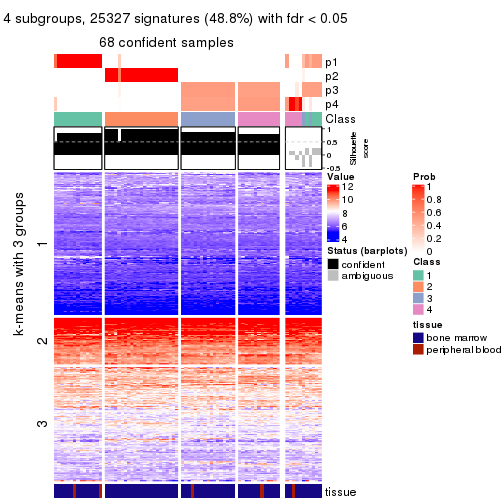 4 subgroups, 25327 signatures (48.8%) with fdr < 0.05
68 confident samples
p1
p2
p3
p4
Class
1
0.5
0
-0.5
Silhouette
score
k-means with 3 groups
1
2
3
tissue
Value
12
10
8
6
4
Status (barplots)
confident
ambiguous
Prob
1
0.8
0.6
0.4
0.2
0
Class
1
2
3
4
tissue
bone marrow
peripheral blood